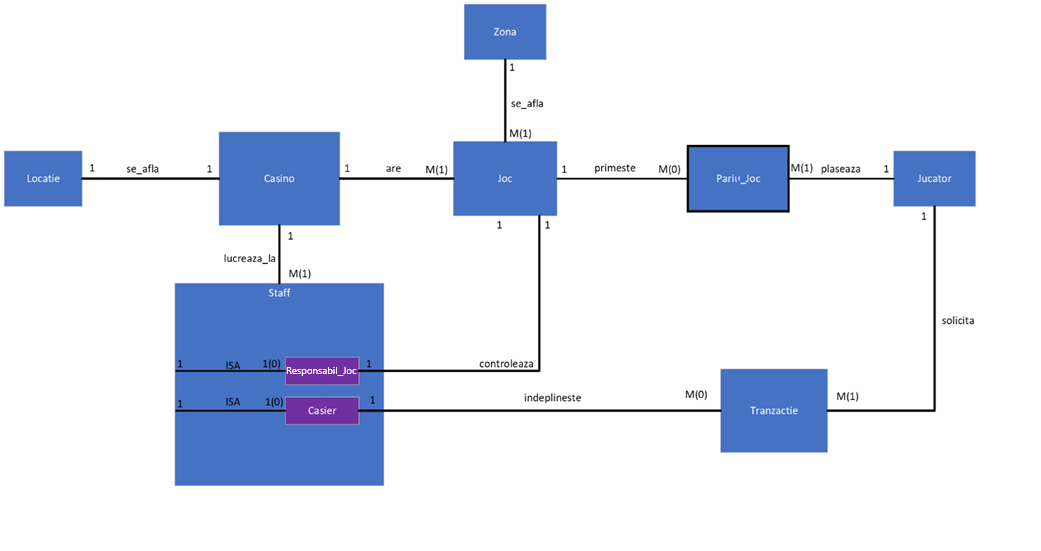 Zona
1
se_afla
M(1)
Locatie
1
se_afla
1
Casino
1
are
M(1)
Joc
1
primeste
M(0)
Pariu_Joc
M(1)
plaseaza
1
Jucator
1
lucreaza_la
M(1)
1
1
1
solicita
Staff
1
ISA
1(0)
Responsabil_Joc
1
controleaza
1
ISA
1(0)
Casier
1
indeplineste
M(0)
Tranzactie
M(1)